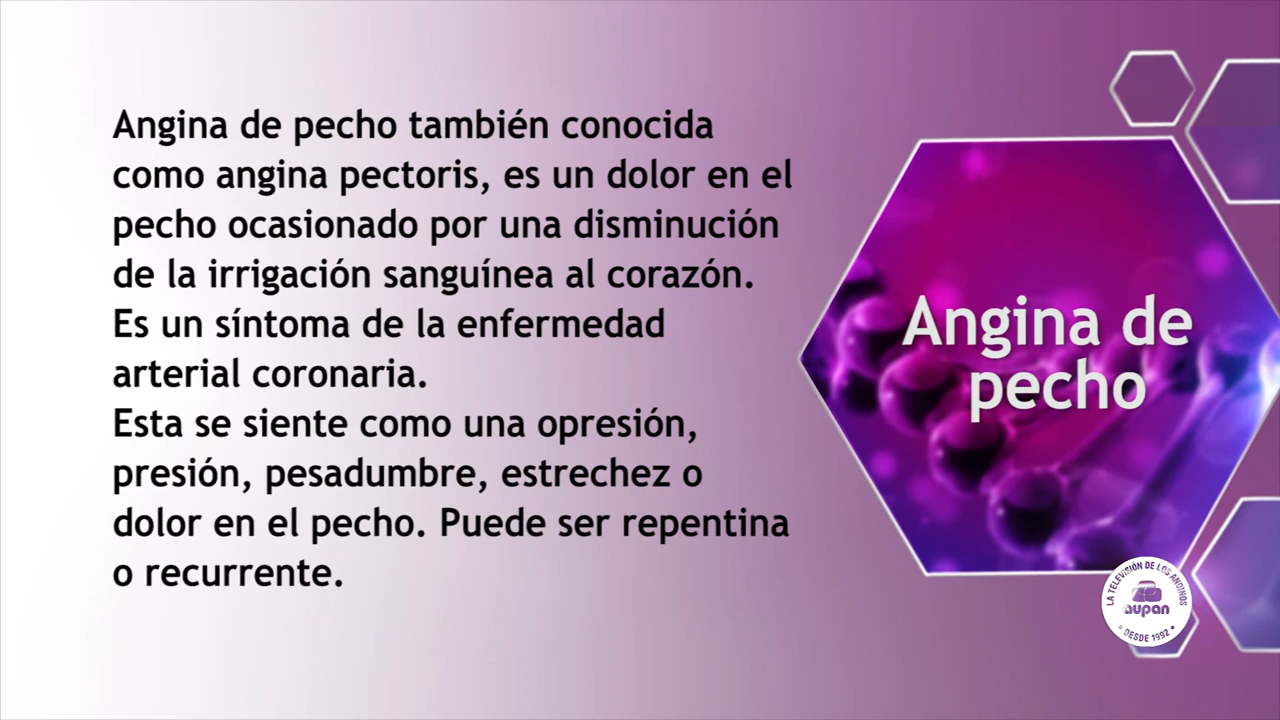 Angina de pecho también conocida
como angina pectoris, es un dolor en el
pecho ocasionado por una disminución
de la irrigación sanguínea al corazón.
Es un síntoma de la enfermedad
arterial coronaria.
Esta se siente como una opresión,
presión, pesadumbre, estrechez o
dolor en el pecho. Puede ser repentina
o recurrente.
Angina de
pecho
LA TELEVISIÓN DE LOS ANDINOS
aupan
DESDE 1992